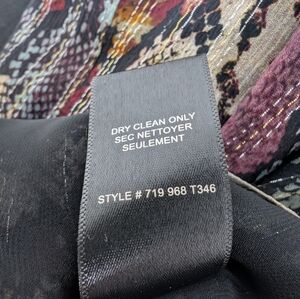 DRY CLEAN ONLY
SEC NETTOYER
SEULEMENT
STYLE # 719 968 T346